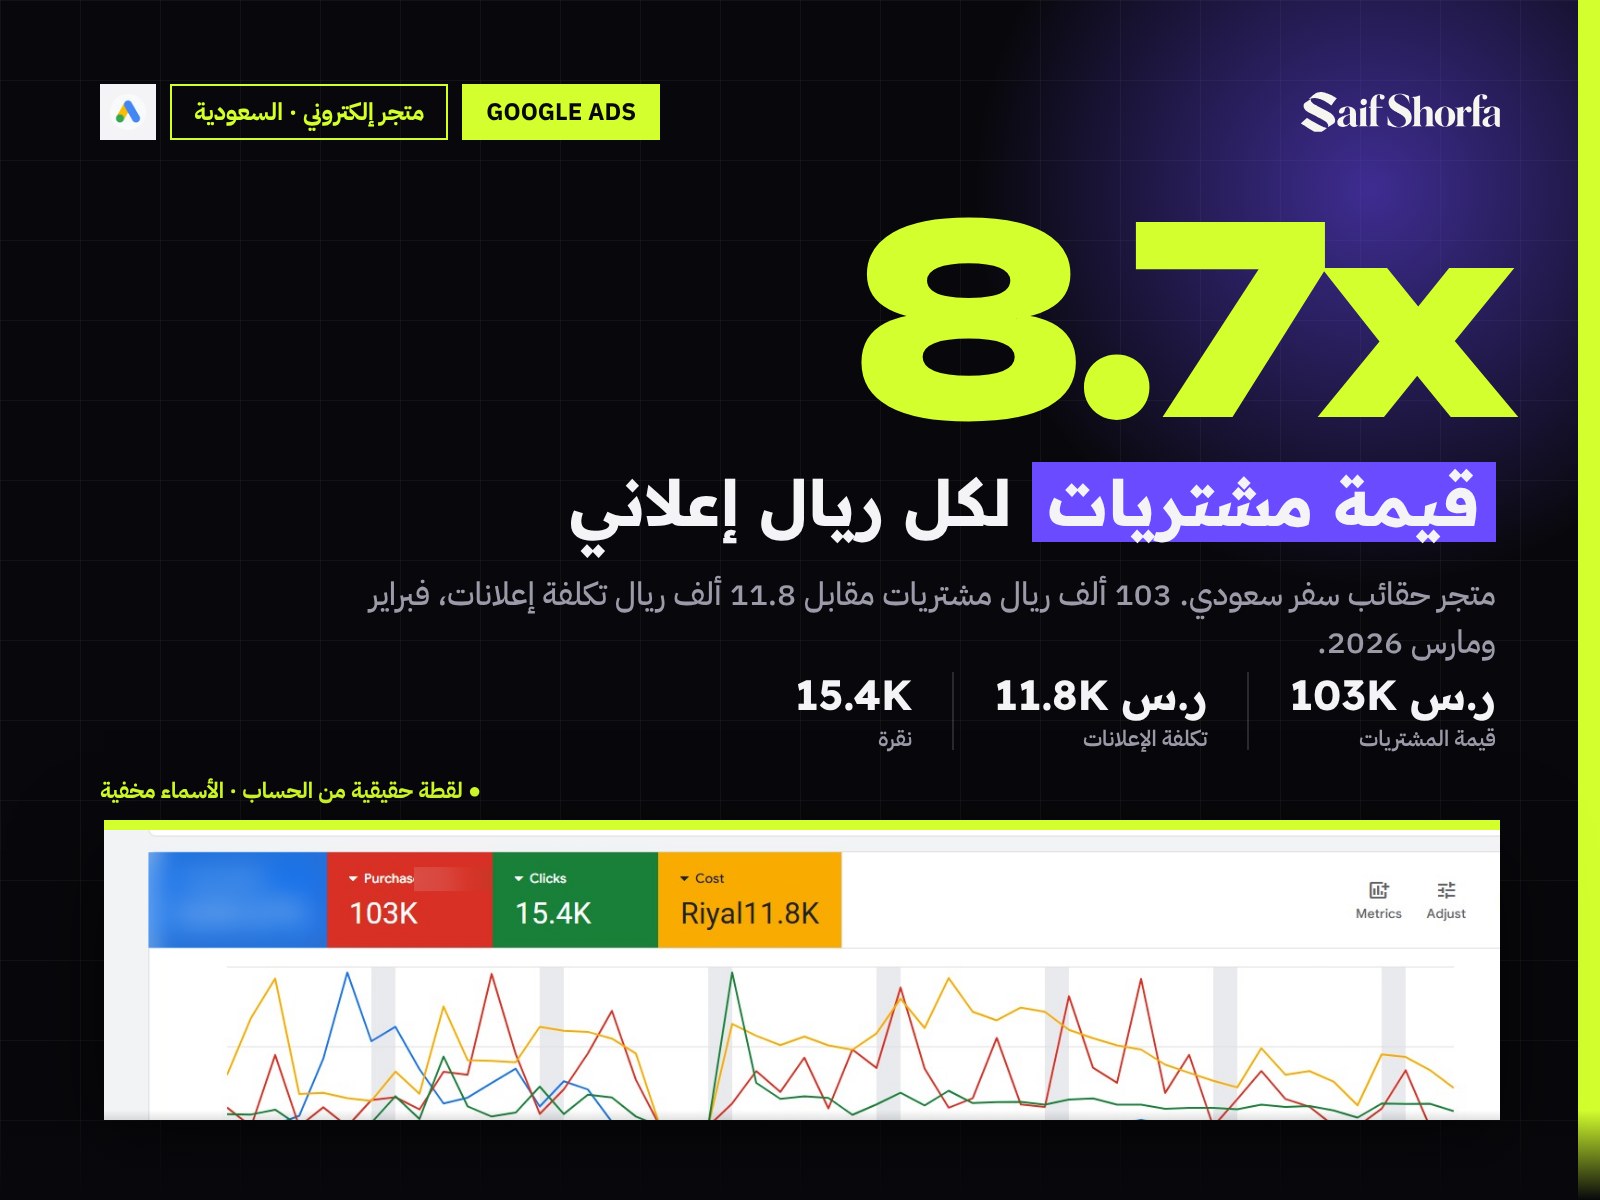 Saif Shorfa
GOOGLE ADS
متجر إلكتروني · السعودية
8.7x
قيمة مشتريات لكل ريال إعلاني
متجر حقائب سفر سعودي. 103 ألف ريال مشتريات مقابل 11.8 ألف ريال تكلفة إعلانات، فبراير
ومارس 2026.
ر.س 103K
قيمة المشتريات
ر.س 11.8K
تكلفة الإعلانات
15.4K
نقرة
● لقطة حقيقية من الحساب · الأسماء مخفية
Purchas
103K
Clicks
15.4K
Cost
Riyal11.8K
Metrics
Adjust